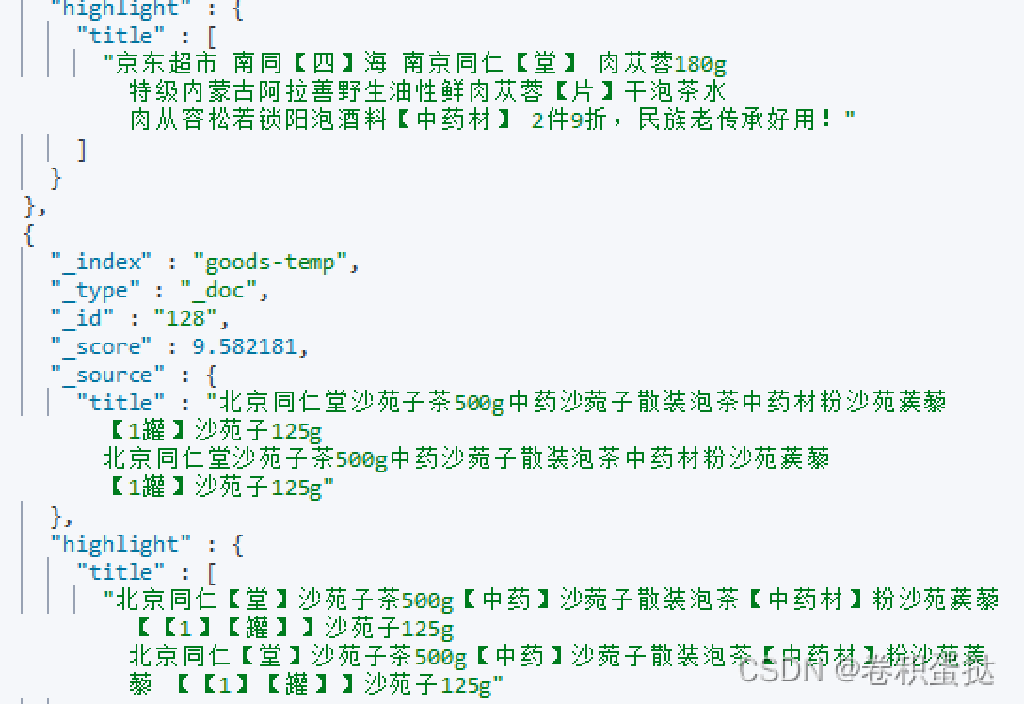 "highlight" : {
"title" : [
"京东超市 南同【四】海 南京同仁【堂】 肉苁蓉180g
特级内蒙古阿拉善野生油性鲜肉苁蓉【片】干泡茶水
肉从容松若锁阳泡酒料【中药材】 2件9折，民族老传承好用！"
]
}
},
{
"_index" : "goods-temp",
"_type" : "_doc",
"_id" : "128",
"_score" : 9.582181,
"_source" : {
"title" : "北京同仁堂沙苑子茶500g中药沙菀子散装泡茶中药材粉沙苑蒺藜
【1罐】沙苑子125g
北京同仁堂沙苑子茶500g中药沙菀子散装泡茶中药材粉沙苑蒺藜
【1罐】沙苑子125g"
},
"highlight" : {
"title" : [
"北京同仁【堂】沙苑子茶500g【中药】沙菀子散装泡茶【中药材】粉沙苑蒺藜
【【1】【罐】】沙苑子125g
北京同仁【堂】沙苑子茶500g【中药】沙菀子散装泡茶【中药材】粉沙苑蒺
藜 【【1】【罐】】沙苑子125g"
CSDN @卷积蛋挞